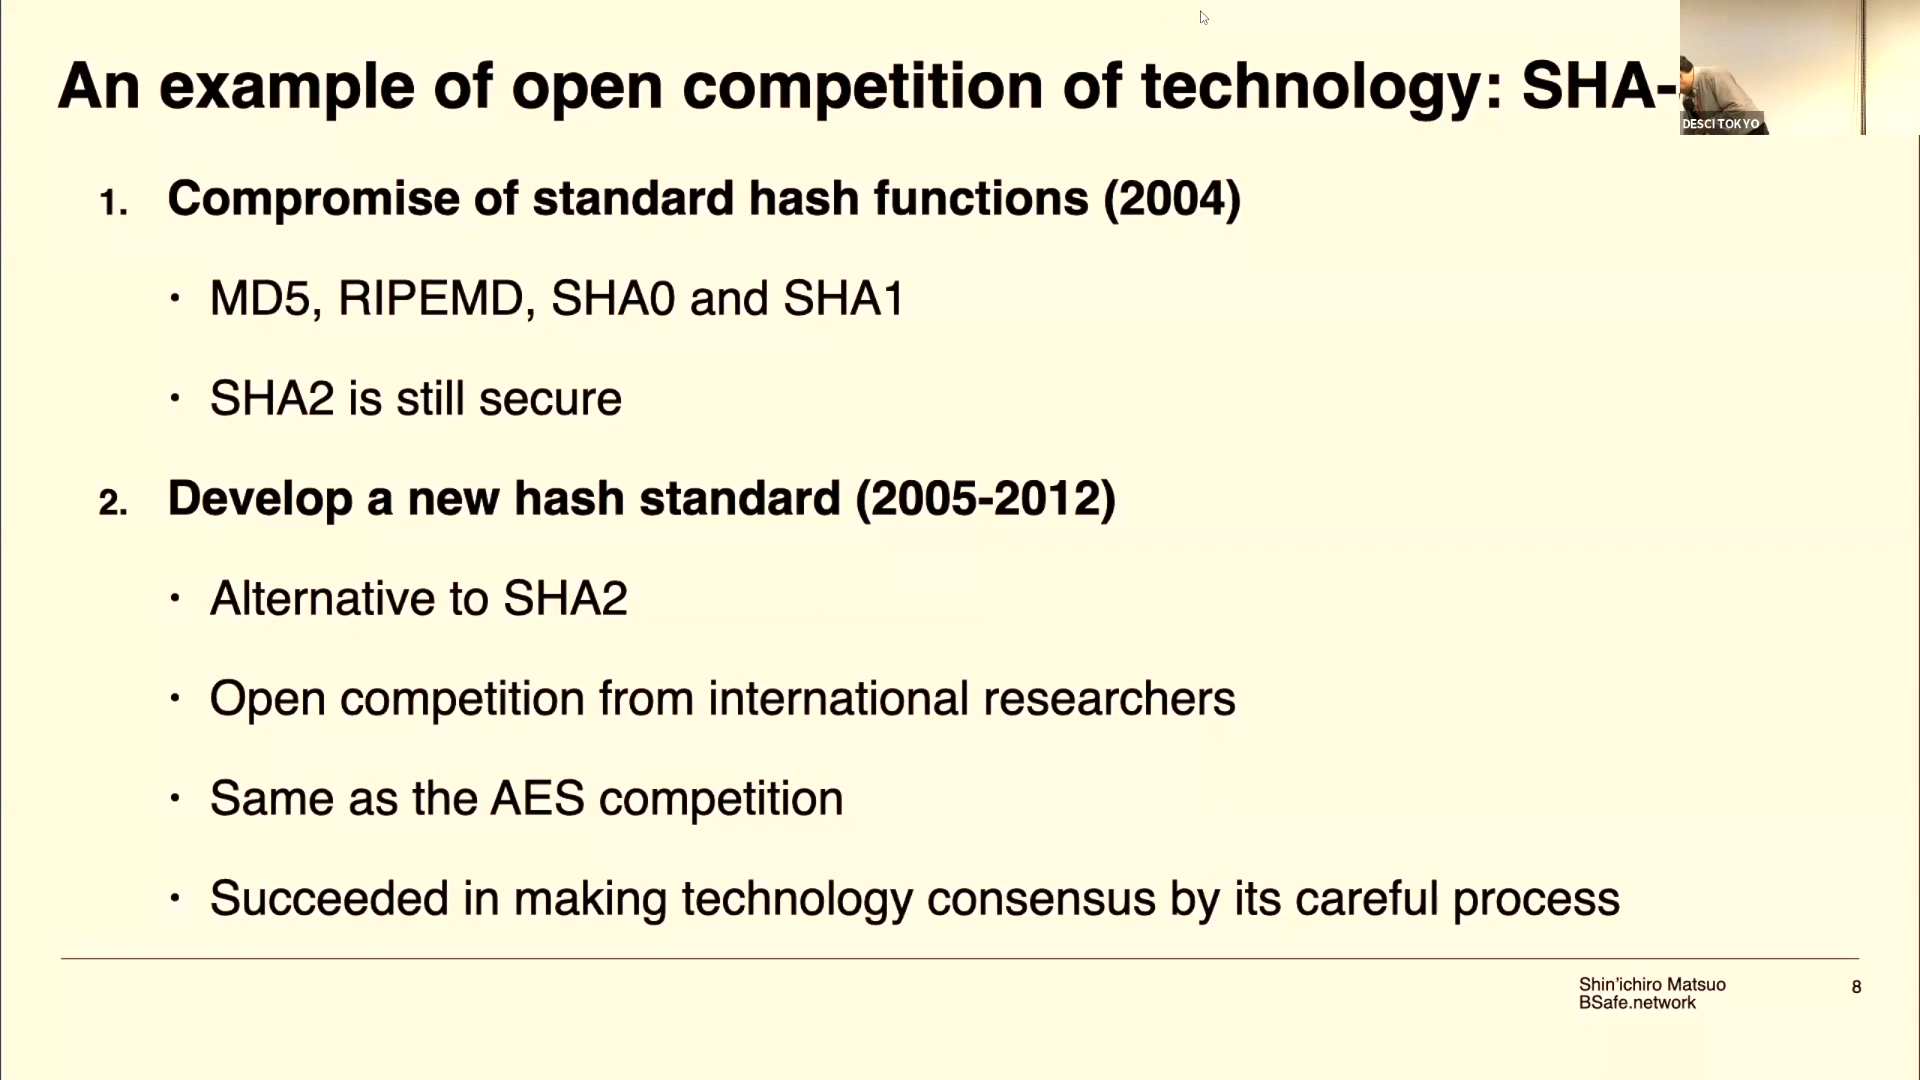 An example of open competition of technology: SHA-
DESCI TOKYO
1. Compromise of standard hash functions (2004)
· MD5, RIPEMD, SHA0 and SHA1
· SHA2 is still secure
2. Develop a new hash standard (2005-2012)
· Alternative to SHA2
· Open competition from international researchers
· Same as the AES competition
· Succeeded in making technology consensus by its careful process
Shin'ichiro Matsuo
BSafe.network
8